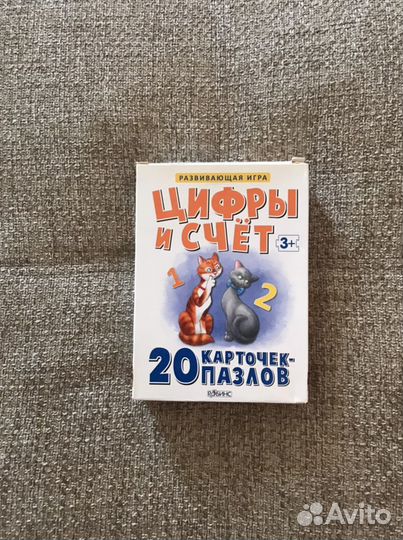 РАЗВИВАЮЩАЯ ИГРА
ЦИФРЫ
И СЧЁТ
3+
1
2
20 КАРТОЧЕК-
ПАЗЛОВ
РОБИНС
Avito